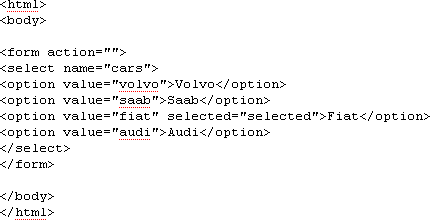 <html>
<body>
<form action="">
<select name="cars">
<option value="volvo">Volvo</option>
<option value="saab">Saab</option>
<option value="fiat" selected="selected">Fiat</option>
<option value="audi">Audi</option>
</select>
</form>
</body>
</html>